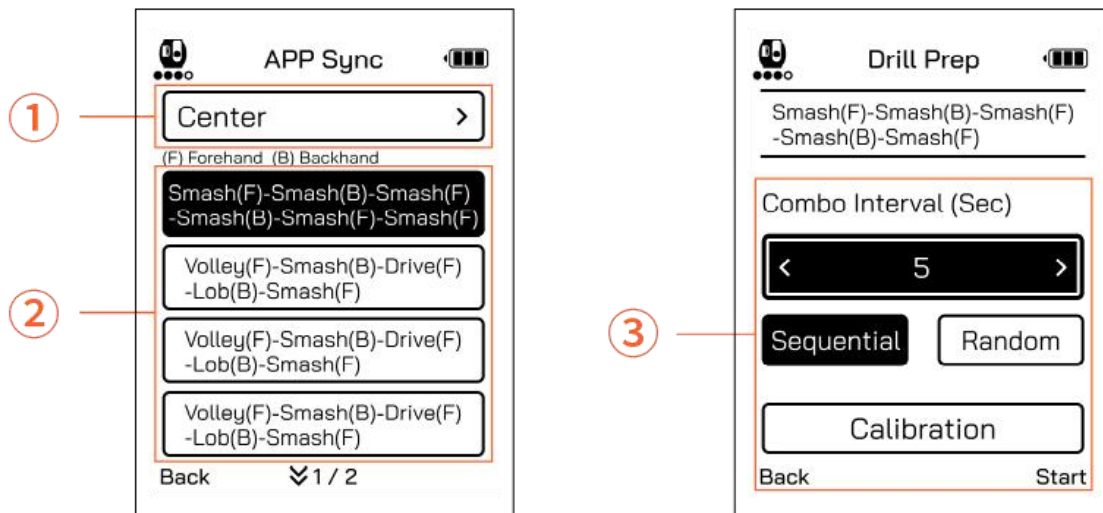 APP Sync
1
Center >
(F) Forehand (B) Backhand
2
Smash(F)-Smash(B)-Smash(F)
-Smash(B)-Smash(F)-Smash(F)
Volley(F)-Smash(B)-Drive(F)
-Lob(B)-Smash(F)
Volley(F)-Smash(B)-Drive(F)
-Lob(B)-Smash(F)
Volley(F)-Smash(B)-Drive(F)
-Lob(B)-Smash(F)
Back 1 / 2
Drill Prep
Smash(F)-Smash(B)-Smash(F)
-Smash(B)-Smash(F)
3
Combo Interval (Sec)
< 5 >
Sequential Random
Calibration
Back Start